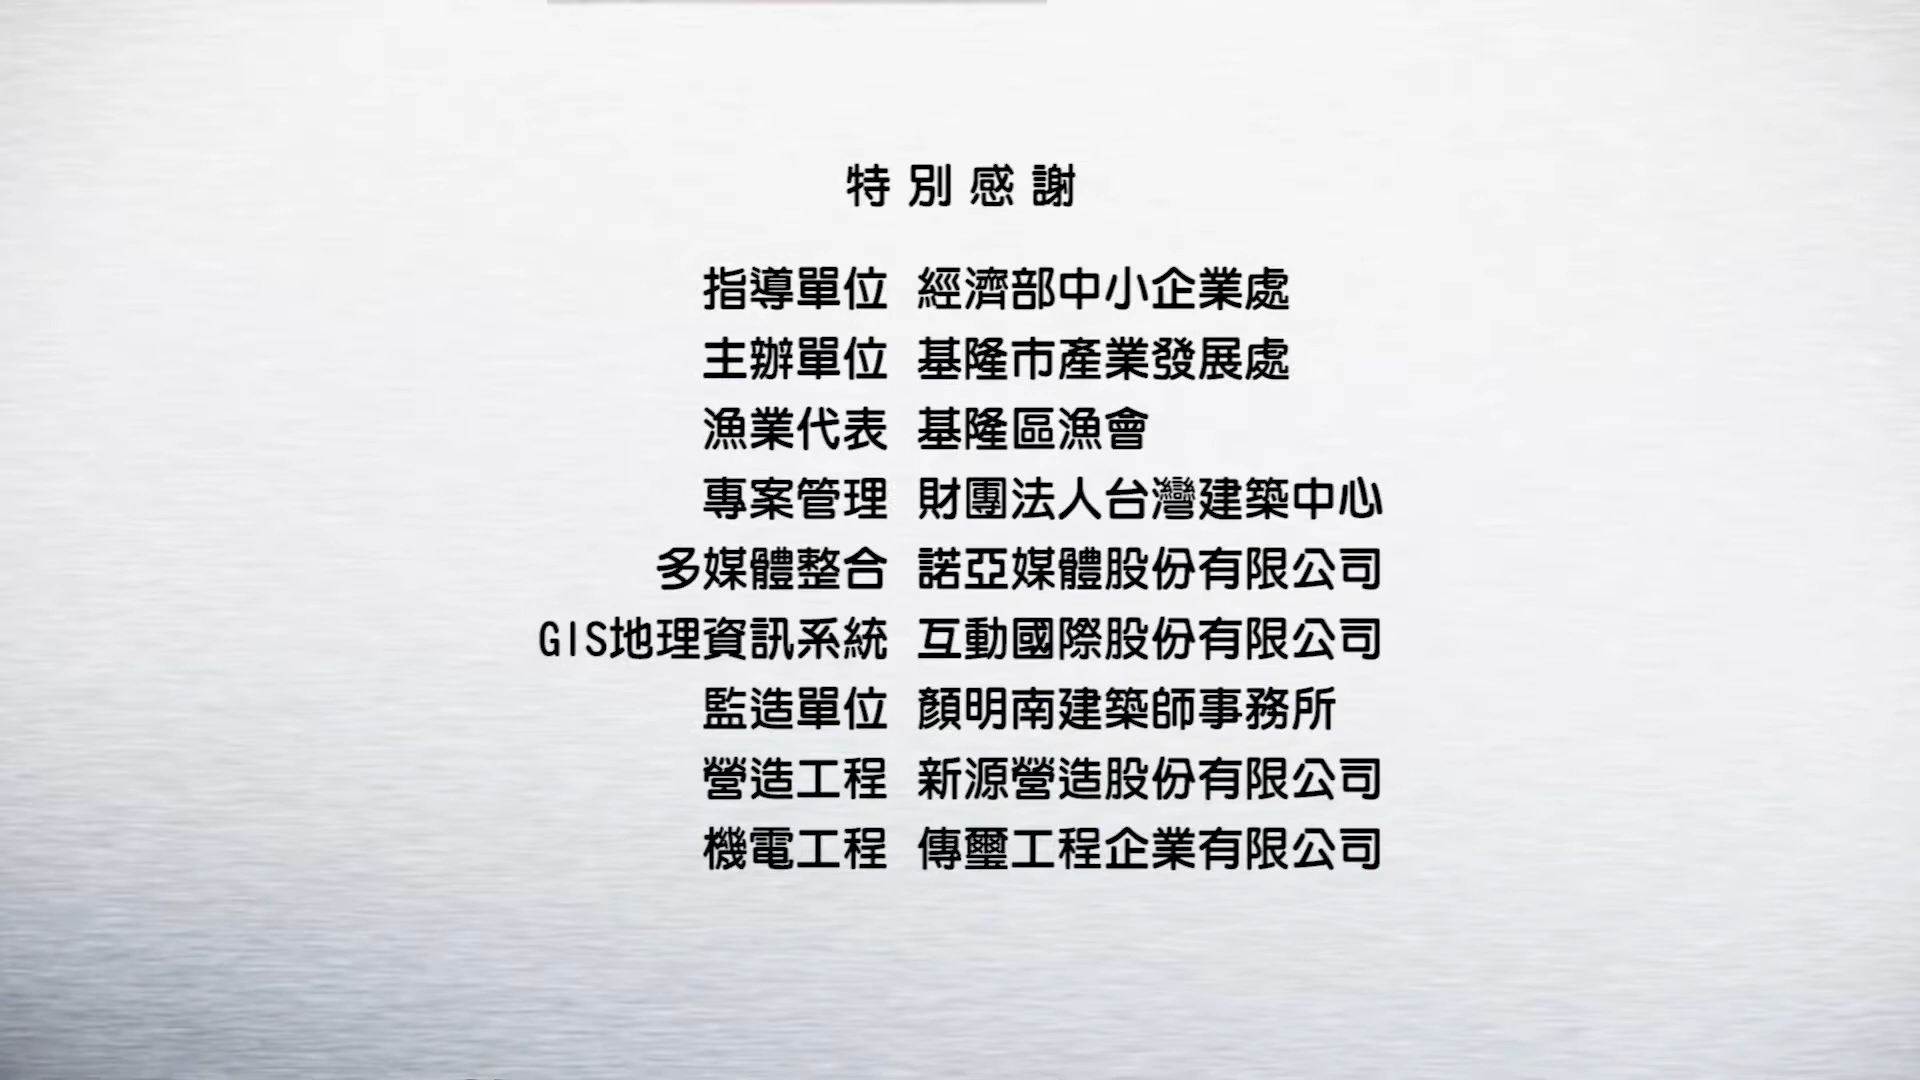 特別感謝
指導單位 經濟部中小企業處
主辦單位 基隆市產業發展處
漁業代表 基隆區漁會
專案管理 財團法人台灣建築中心
多媒體整合 諾亞媒體股份有限公司
GIS地理資訊系統 互動國際股份有限公司
監造單位 顏明南建築師事務所
營造工程 新源營造股份有限公司
機電工程 傳璽工程企業有限公司